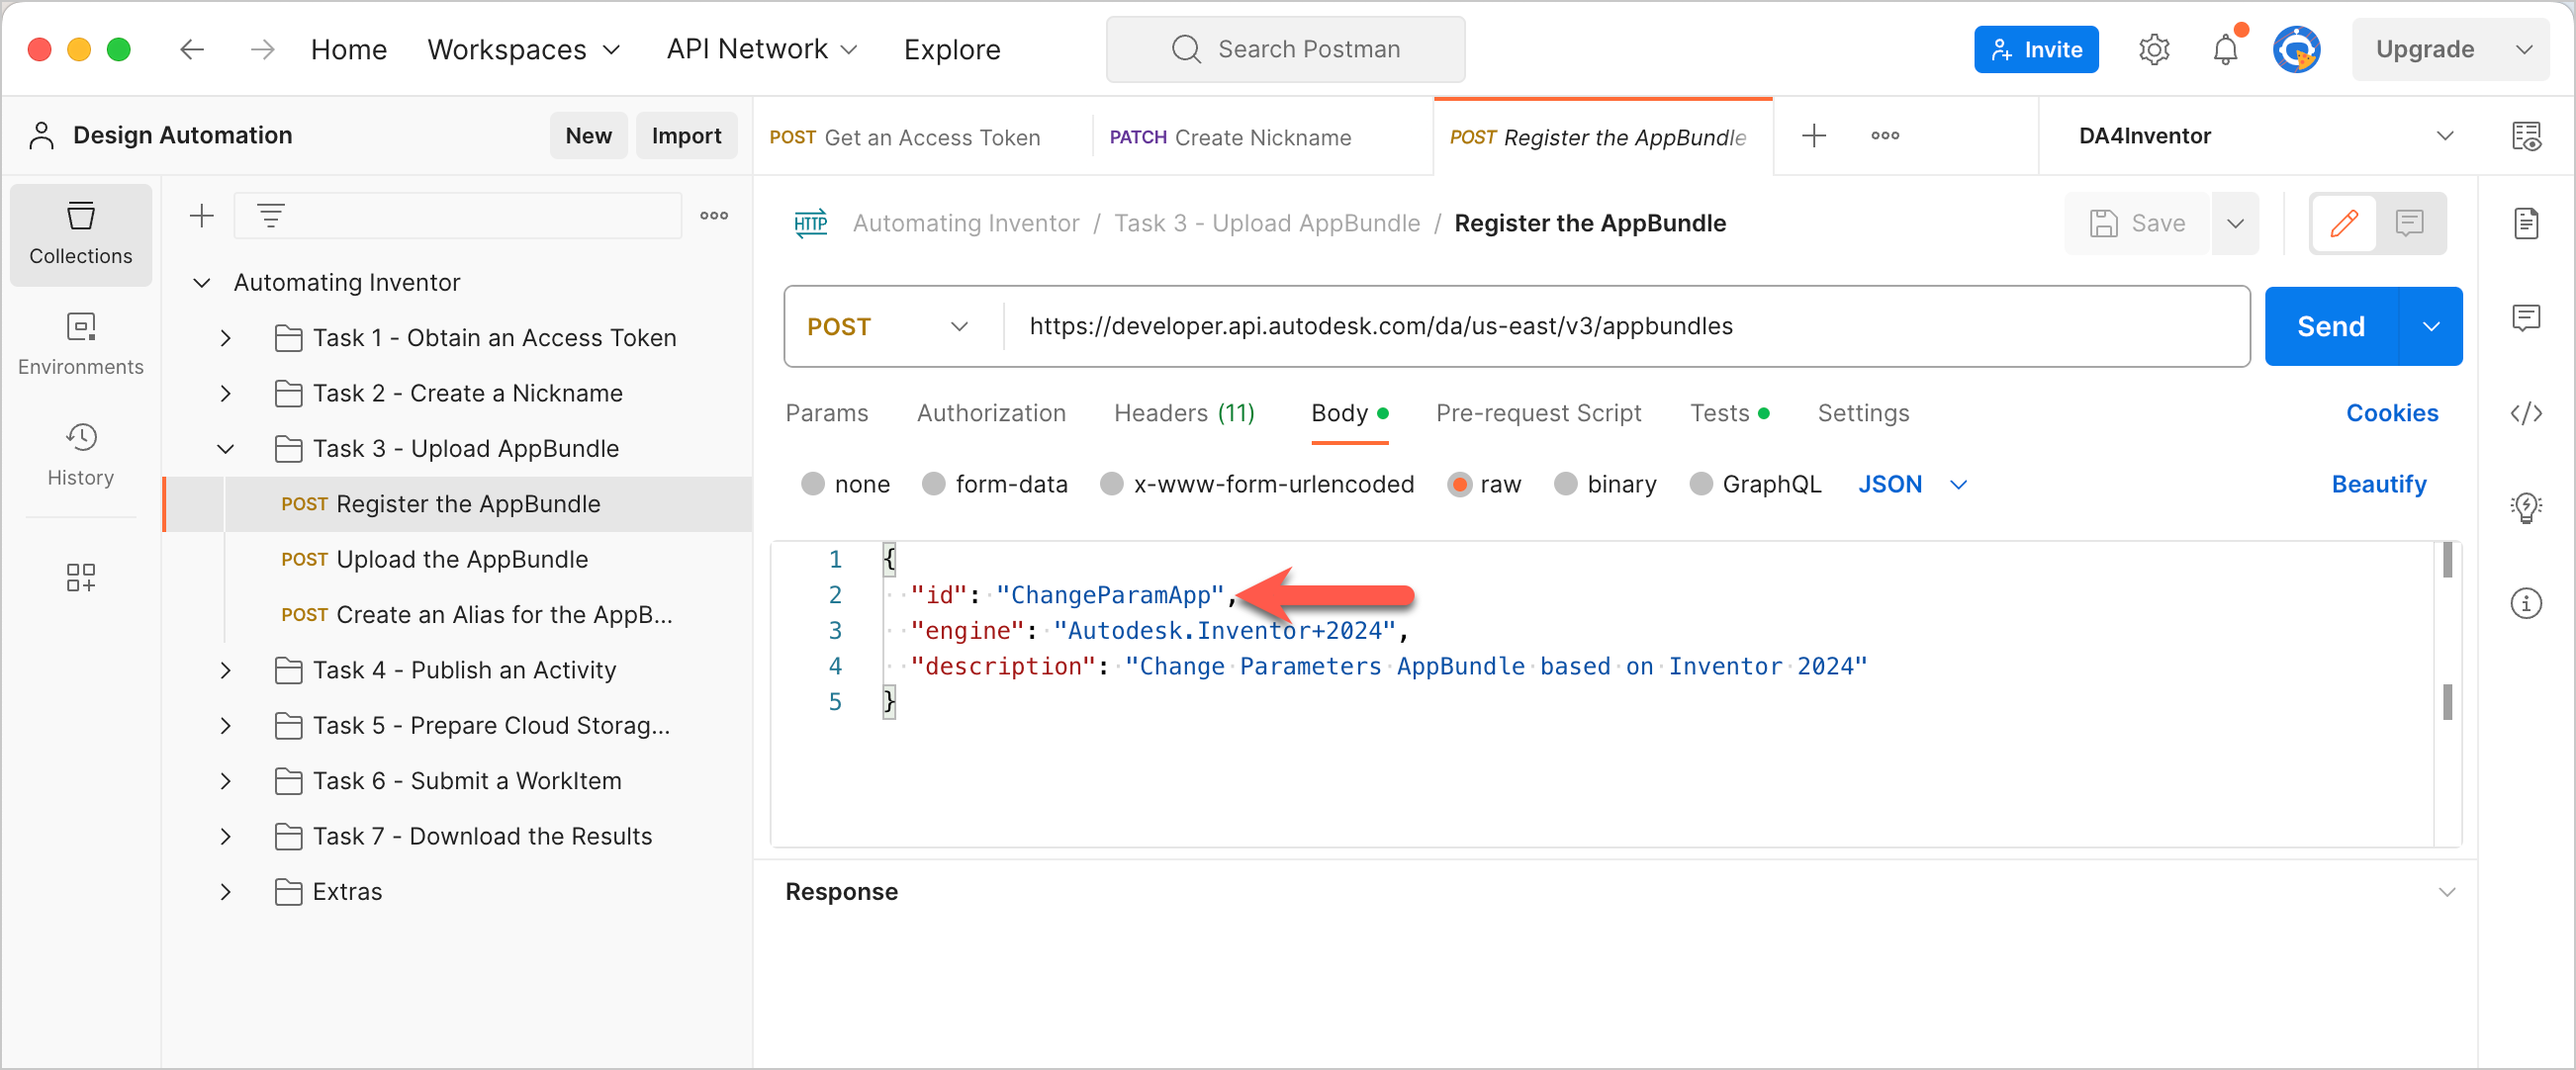 Home Workspaces API Network Explore Search Postman Invite Upgrade
Design Automation New Import
POST Get an Access Token PATCH Create Nickname POST Register the AppBundle DA4Inventor
Collections
Environments
History
Automating Inventor
Task 1 - Obtain an Access Token
Task 2 - Create a Nickname
Task 3 - Upload AppBundle
POST Register the AppBundle
POST Upload the AppBundle
POST Create an Alias for the AppB...
Task 4 - Publish an Activity
Task 5 - Prepare Cloud Storag...
Task 6 - Submit a WorkItem
Task 7 - Download the Results
Extras
HTTP Automating Inventor / Task 3 - Upload AppBundle / Register the AppBundle Save
POST https://developer.api.autodesk.com/da/us-east/v3/appbundles Send
Params Authorization Headers (11) Body Pre-request Script Tests Settings Cookies
none form-data x-www-form-urlencoded raw binary GraphQL JSON Beautify
1 {
2 "id": "ChangeParamApp",
3 "engine": "Autodesk.Inventor+2024",
4 "description": "Change Parameters AppBundle based on Inventor 2024"
5 }
Response